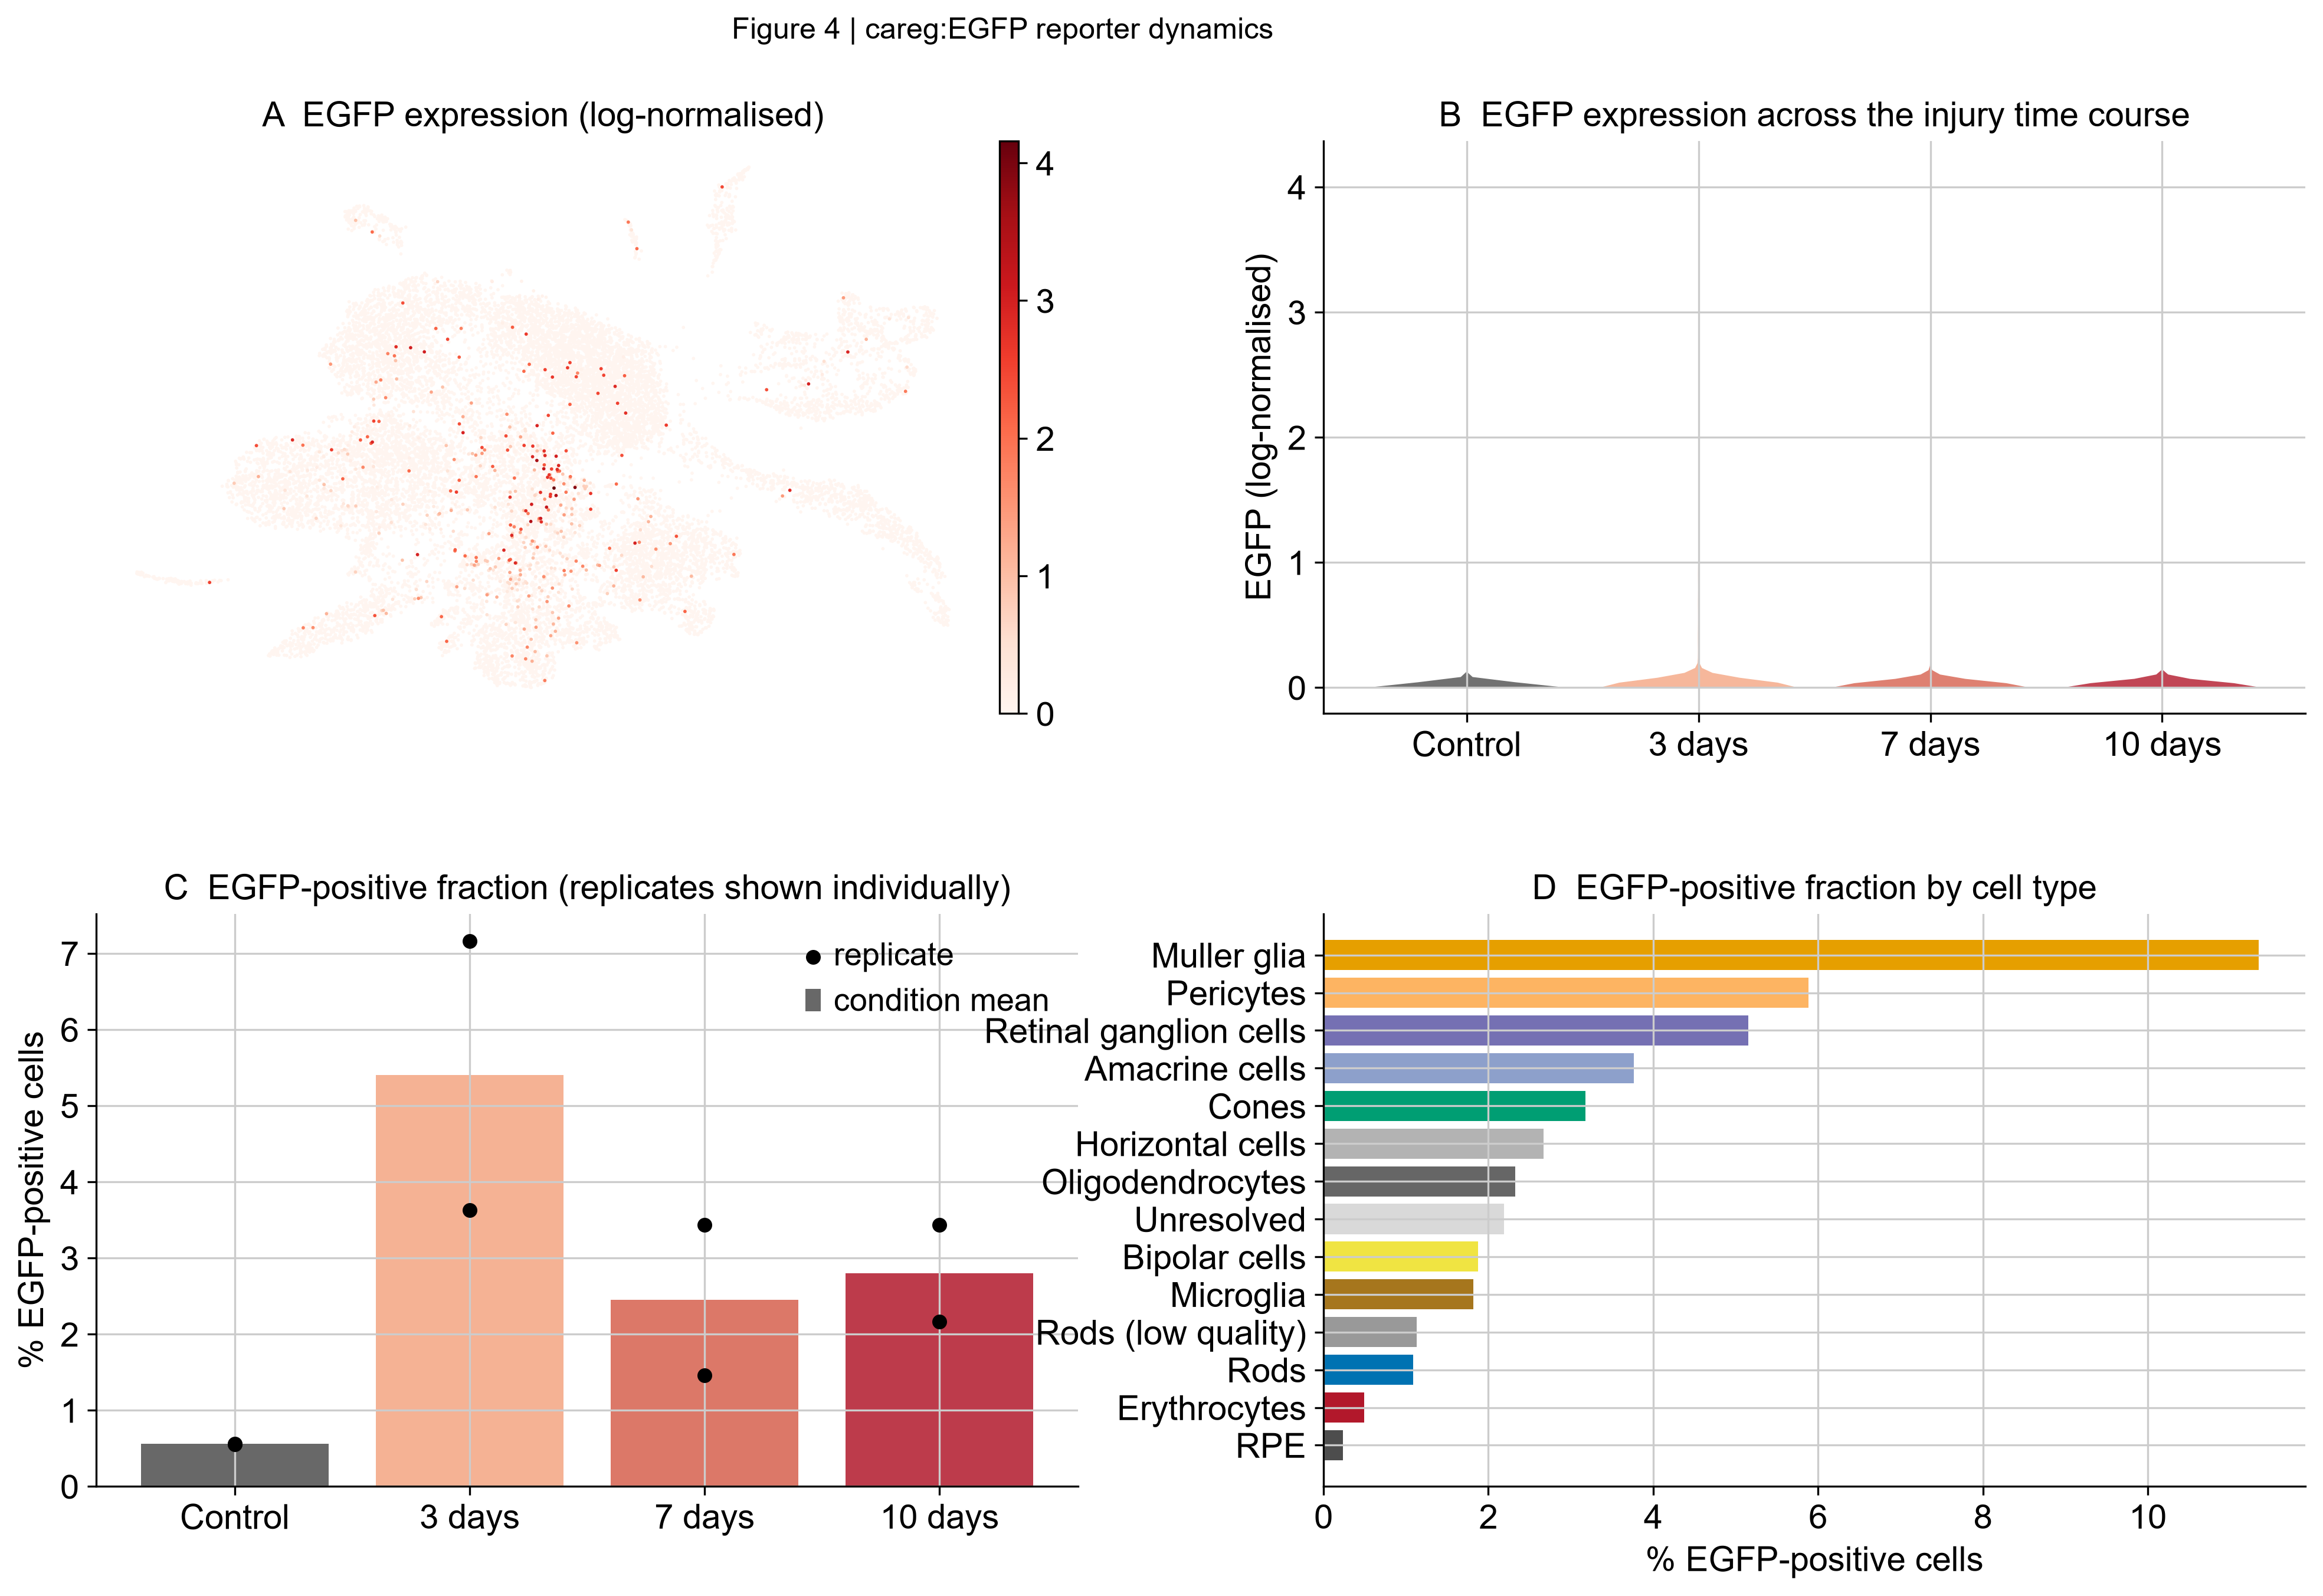 Figure 4 | careg:EGFP reporter dynamics
A EGFP expression (log-normalised)
4
3
2
1
0
B EGFP expression across the injury time course
EGFP (log-normalised)
4
3
2
1
0
Control
3 days
7 days
10 days
C EGFP-positive fraction (replicates shown individually)
% EGFP-positive cells
7
6
5
4
3
2
1
0
replicate
condition mean
Control
3 days
7 days
10 days
D EGFP-positive fraction by cell type
Muller glia
Pericytes
Retinal ganglion cells
Amacrine cells
Cones
Horizontal cells
Oligodendrocytes
Unresolved
Bipolar cells
Microglia
Rods (low quality)
Rods
Erythrocytes
RPE
0
2
4
6
8
10
% EGFP-positive cells